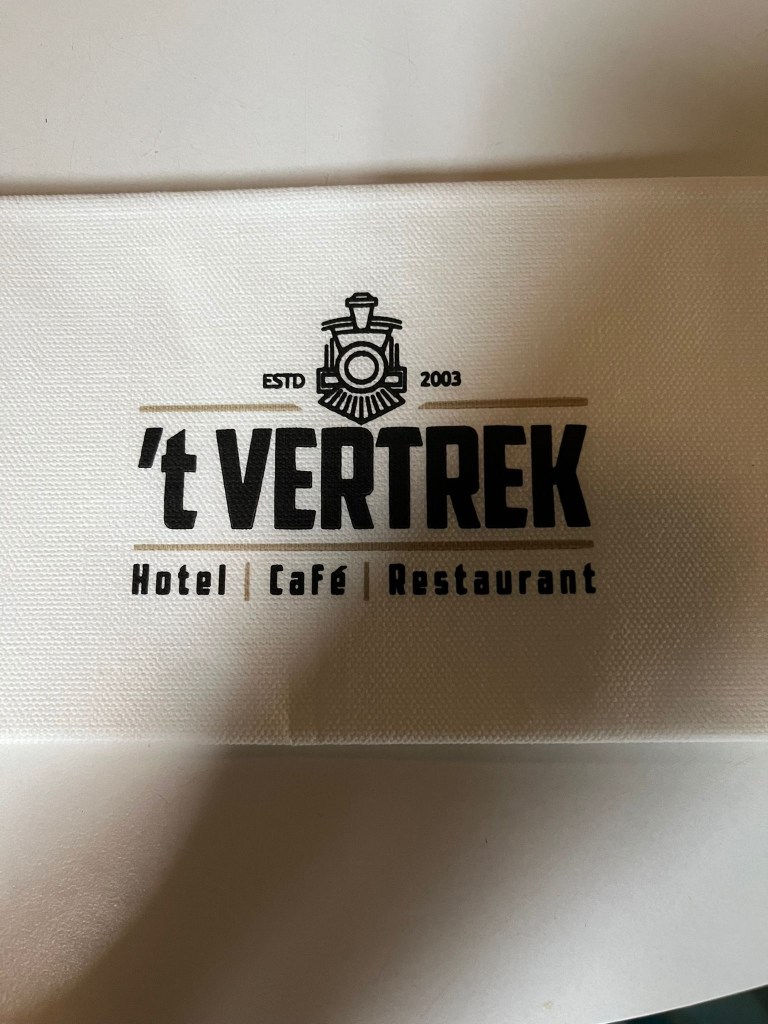 ESTD 2003
't VERTREK
Hotel | Café | Restaurant